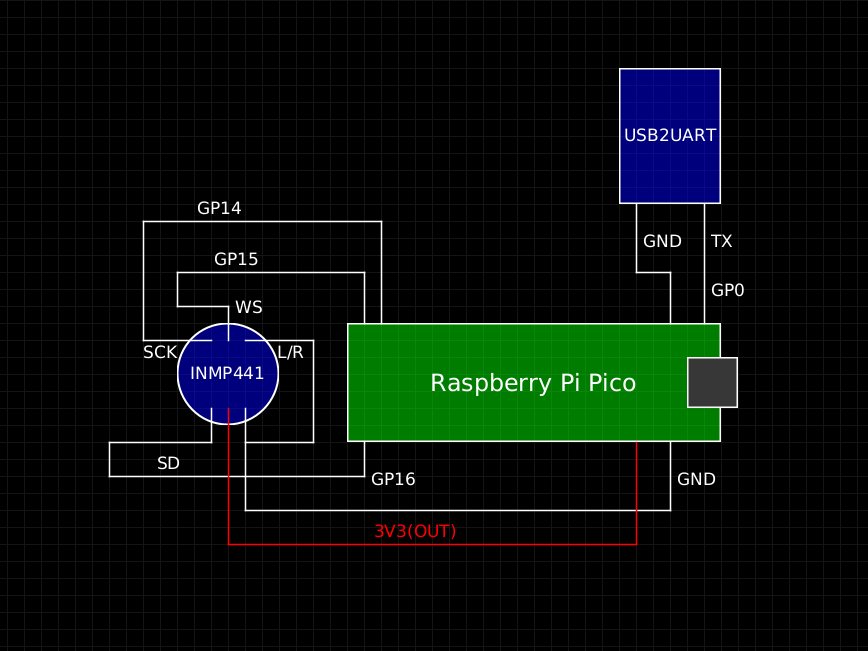 USB2UART
GP14
GND
TX
GP15
GP0
WS
SCK
L/R
INMP441
Raspberry Pi Pico
SD
GP16
GND
3V3(OUT)